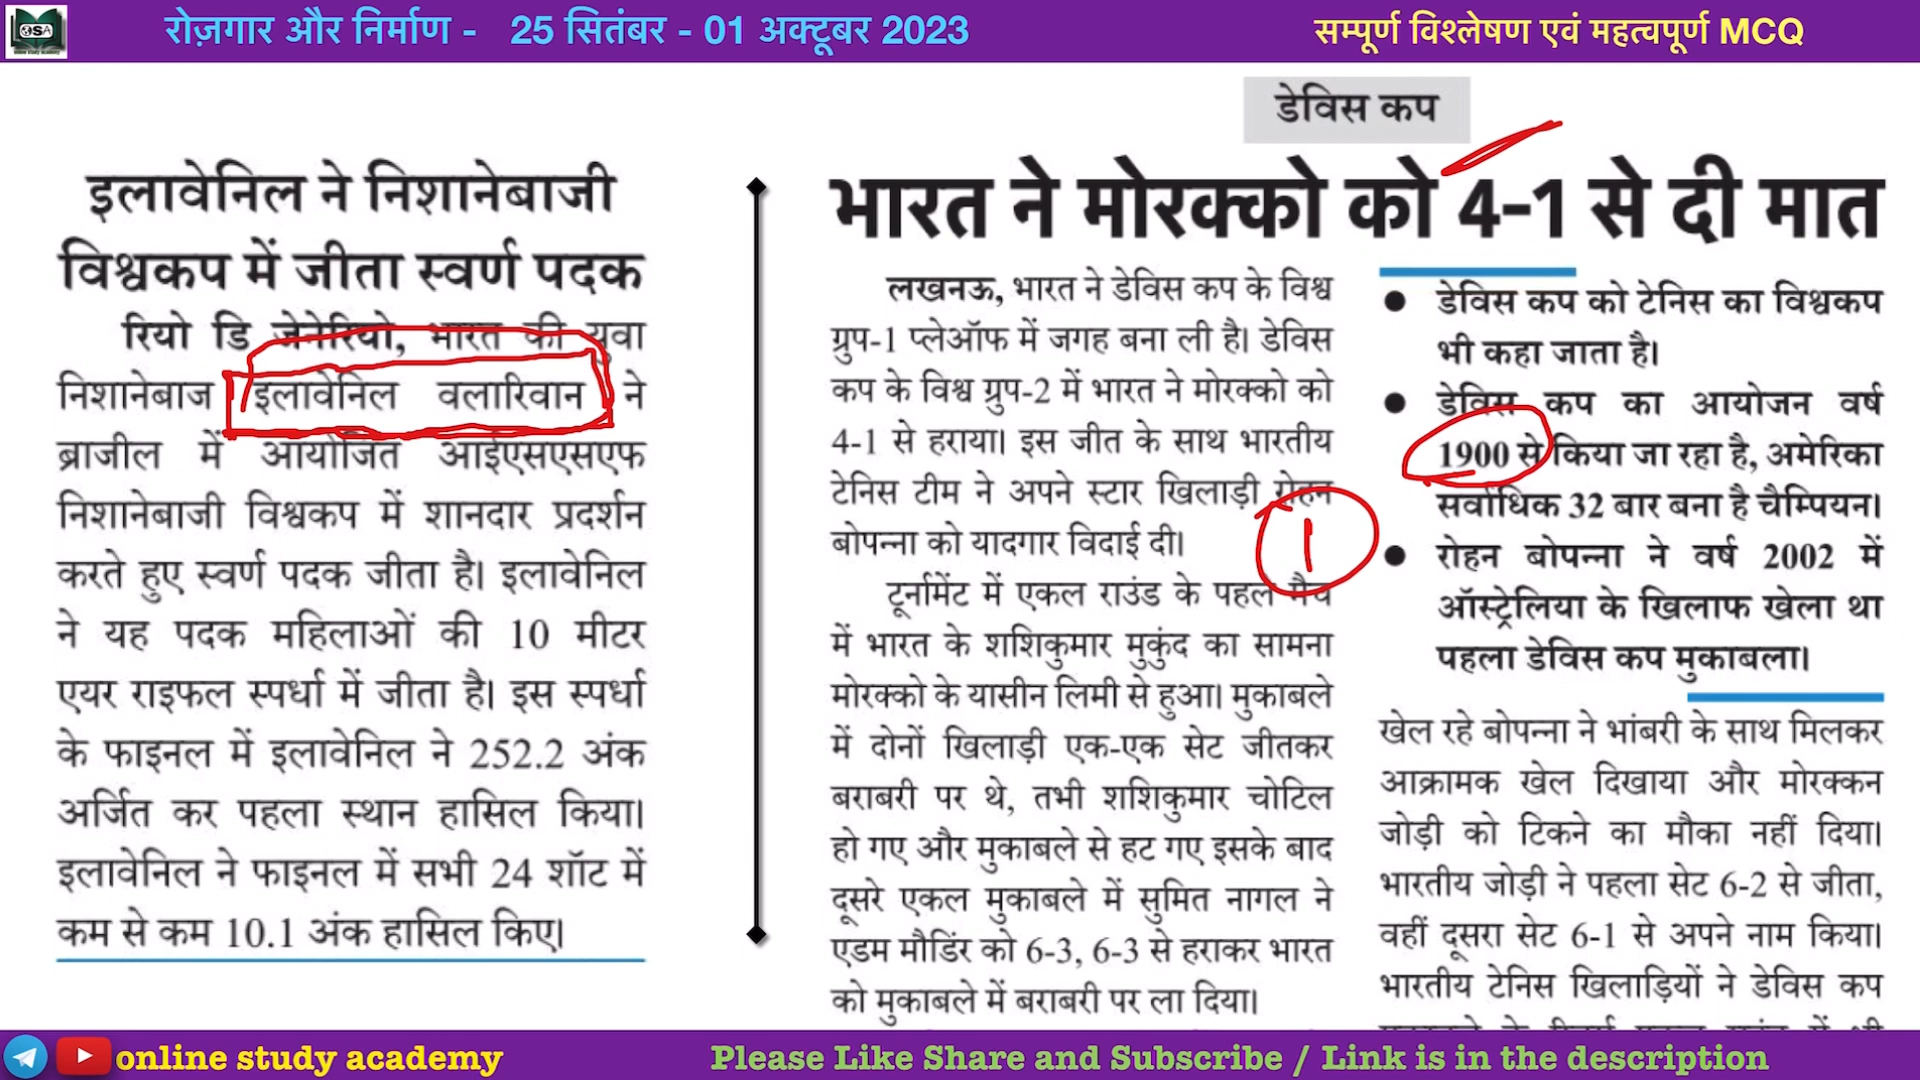 OSA
रोज़गार और निर्माण - 25 सितंबर - 01 अक्टूबर 2023
सम्पूर्ण विश्लेषण एवं महत्वपूर्ण MCQ
इलावेनिल ने निशानेबाजी
विश्वकप में जीता स्वर्ण पदक
रियो डि जेनेरियो, भारत की युवा
निशानेबाज इलावेनिल वलारिवान ने
ब्राजील में आयोजित आईएसएसएफ
निशानेबाजी विश्वकप में शानदार प्रदर्शन
करते हुए स्वर्ण पदक जीता है। इलावेनिल
ने यह पदक महिलाओं की 10 मीटर
एयर राइफल स्पर्धा में जीता है। इस स्पर्धा
के फाइनल में इलावेनिल ने 252.2 अंक
अर्जित कर पहला स्थान हासिल किया।
इलावेनिल ने फाइनल में सभी 24 शॉट में
कम से कम 10.1 अंक हासिल किए।
डेविस कप
भारत ने मोरक्को को 4-1 से दी मात
लखनऊ, भारत ने डेविस कप के विश्व
ग्रुप-1 प्लेऑफ में जगह बना ली है। डेविस
कप के विश्व ग्रुप-2 में भारत ने मोरक्को को
4-1 से हराया। इस जीत के साथ भारतीय
टेनिस टीम ने अपने स्टार खिलाड़ी रोहन
बोपन्ना को यादगार विदाई दी।
1
टूर्नामेंट में एकल राउंड के पहले मैच
में भारत के शशिकुमार मुकुंद का सामना
मोरक्को के यासीन लिमी से हुआ। मुकाबले
में दोनों खिलाड़ी एक-एक सेट जीतकर
बराबरी पर थे, तभी शशिकुमार चोटिल
हो गए और मुकाबले से हट गए इसके बाद
दूसरे एकल मुकाबले में सुमित नागल ने
एडम मौडिंर को 6-3, 6-3 से हराकर भारत
को मुकाबले में बराबरी पर ला दिया।
● डेविस कप को टेनिस का विश्वकप
भी कहा जाता है।
● डेविस कप का आयोजन वर्ष
1900 से किया जा रहा है, अमेरिका
सर्वाधिक 32 बार बना है चैम्पियन।
● रोहन बोपन्ना ने वर्ष 2002 में
ऑस्ट्रेलिया के खिलाफ खेला था
पहला डेविस कप मुकाबला।
खेल रहे बोपन्ना ने भांबरी के साथ मिलकर
आक्रामक खेल दिखाया और मोरक्कन
जोड़ी को टिकने का मौका नहीं दिया।
भारतीय जोड़ी ने पहला सेट 6-2 से जीता,
वहीं दूसरा सेट 6-1 से अपने नाम किया।
भारतीय टेनिस खिलाड़ियों ने डेविस कप
online study academy
Please Like Share and Subscribe / Link is in the description